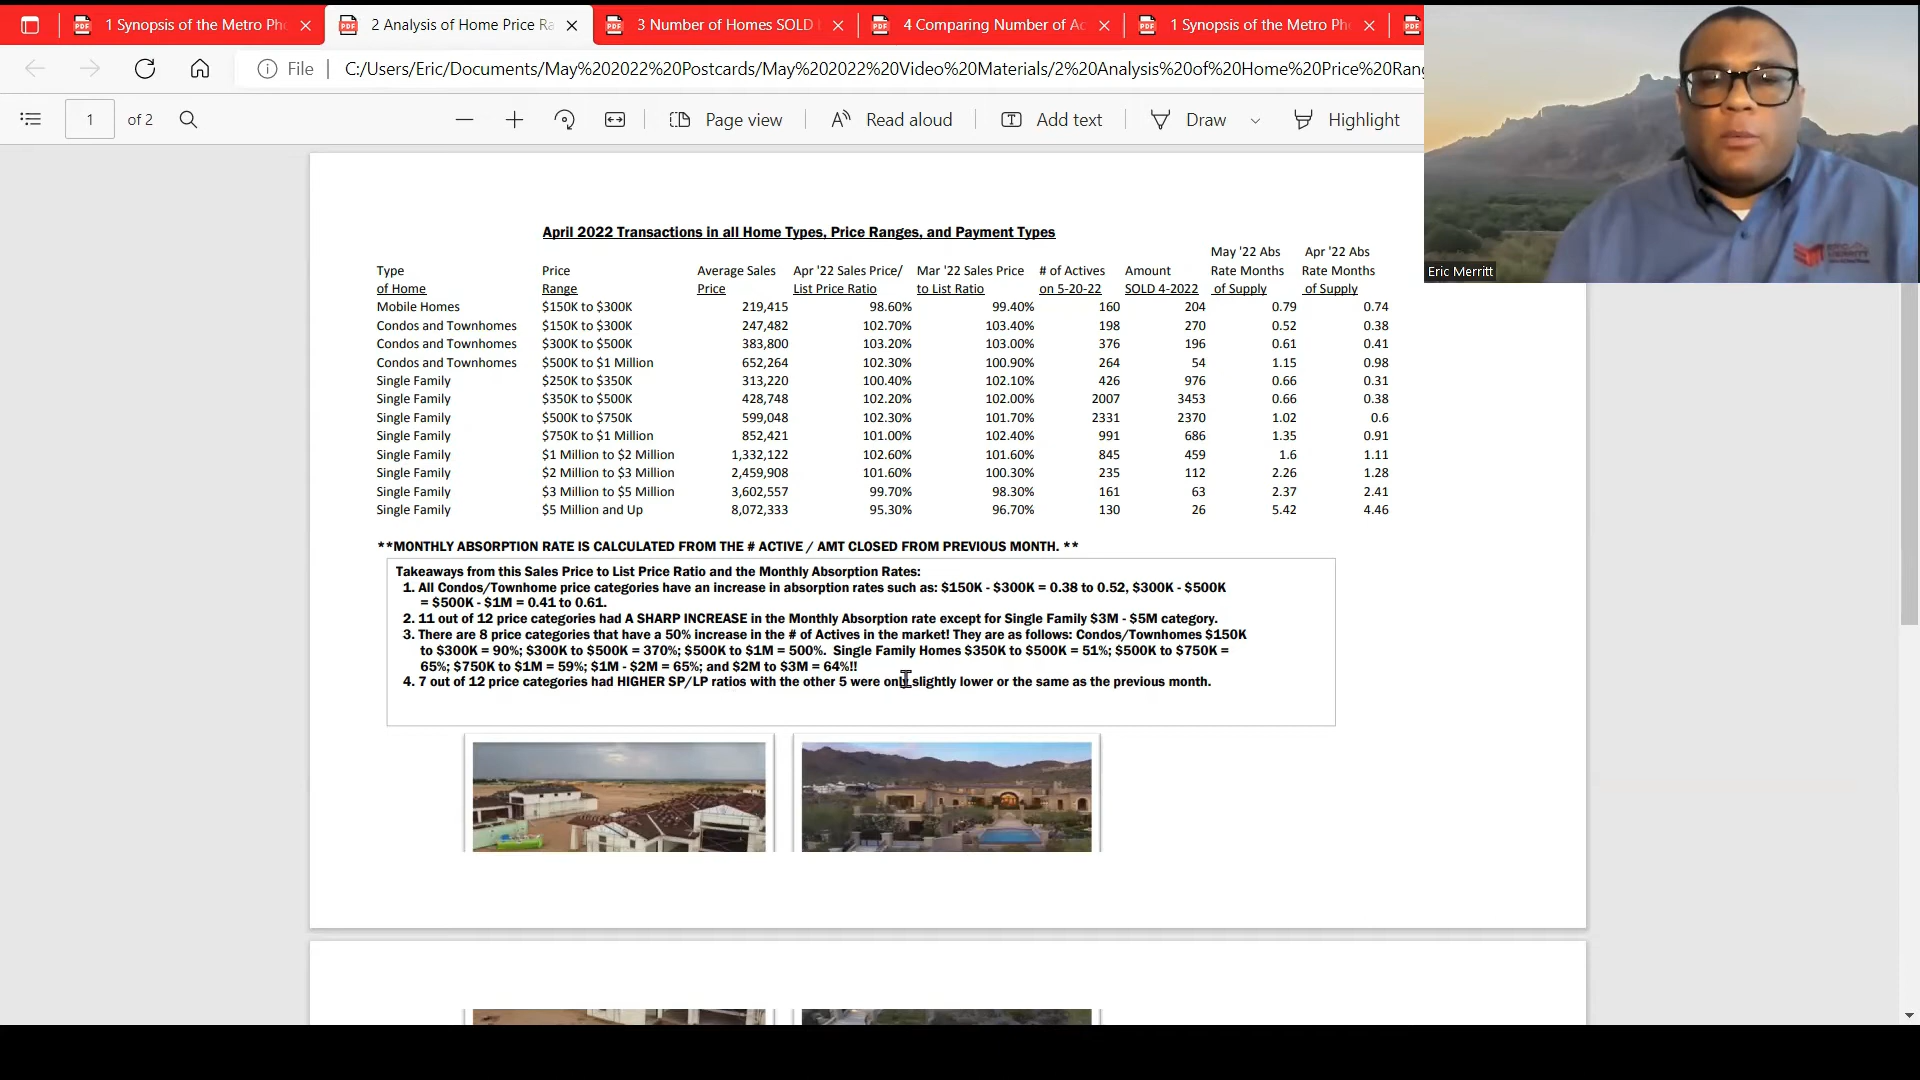 1 Synopsis of the Metro Ph
2 Analysis of Home Price Ra
3 Number of Homes SOLD
4 Comparing Number of Ac
1 Synopsis of the Metro Ph
File
C:/Users/Eric/Documents/May%202022%20Postcards/May%202022%20Video%20Materials/2%20Analysis%20of%20Home%20Price%20Rang
1 of 2
Page view
Read aloud
Add text
Draw
Highlight
Eric Merritt
ERIC MERRITT
April 2022 Transactions in all Home Types, Price Ranges, and Payment Types
May '22 Abs Apr '22 Abs
Type Price Average Sales Apr '22 Sales Price/ Mar '22 Sales Price # of Actives Amount Rate Months Rate Months
of Home Range Price List Price Ratio to List Ratio on 5-20-22 SOLD 4-2022 of Supply of Supply
Mobile Homes $150K to $300K 219,415 98.60% 99.40% 160 204 0.79 0.74
Condos and Townhomes $150K to $300K 247,482 102.70% 103.40% 198 270 0.52 0.38
Condos and Townhomes $300K to $500K 383,800 103.20% 103.00% 376 196 0.61 0.41
Condos and Townhomes $500K to $1 Million 652,264 102.30% 100.90% 264 54 1.15 0.98
Single Family $250K to $350K 313,220 100.40% 102.10% 426 976 0.66 0.31
Single Family $350K to $500K 428,748 102.20% 102.00% 2007 3453 0.66 0.38
Single Family $500K to $750K 599,048 102.30% 101.70% 2331 2370 1.02 0.6
Single Family $750K to $1 Million 852,421 101.00% 102.40% 991 686 1.35 0.91
Single Family $1 Million to $2 Million 1,332,122 102.60% 101.60% 845 459 1.6 1.11
Single Family $2 Million to $3 Million 2,459,908 101.60% 100.30% 235 112 2.26 1.28
Single Family $3 Million to $5 Million 3,602,557 99.70% 98.30% 161 63 2.37 2.41
Single Family $5 Million and Up 8,072,333 95.30% 96.70% 130 26 5.42 4.46
**MONTHLY ABSORPTION RATE IS CALCULATED FROM THE # ACTIVE / AMT CLOSED FROM PREVIOUS MONTH. **
Takeaways from this Sales Price to List Price Ratio and the Monthly Absorption Rates:
1. All Condos/Townhome price categories have an increase in absorption rates such as: $150K - $300K = 0.38 to 0.52, $300K - $500K
= $500K - $1M = 0.41 to 0.61.
2. 11 out of 12 price categories had A SHARP INCREASE in the Monthly Absorption rate except for Single Family $3M - $5M category.
3. There are 8 price categories that have a 50% increase in the # of Actives in the market! They are as follows: Condos/Townhomes $150K
to $300K = 90%; $300K to $500K = 370%; $500K to $1M = 500%. Single Family Homes $350K to $500K = 51%; $500K to $750K =
65%; $750K to $1M = 59%; $1M - $2M = 65%; and $2M to $3M = 64%!!
4. 7 out of 12 price categories had HIGHER SP/LP ratios with the other 5 were only slightly lower or the same as the previous month.